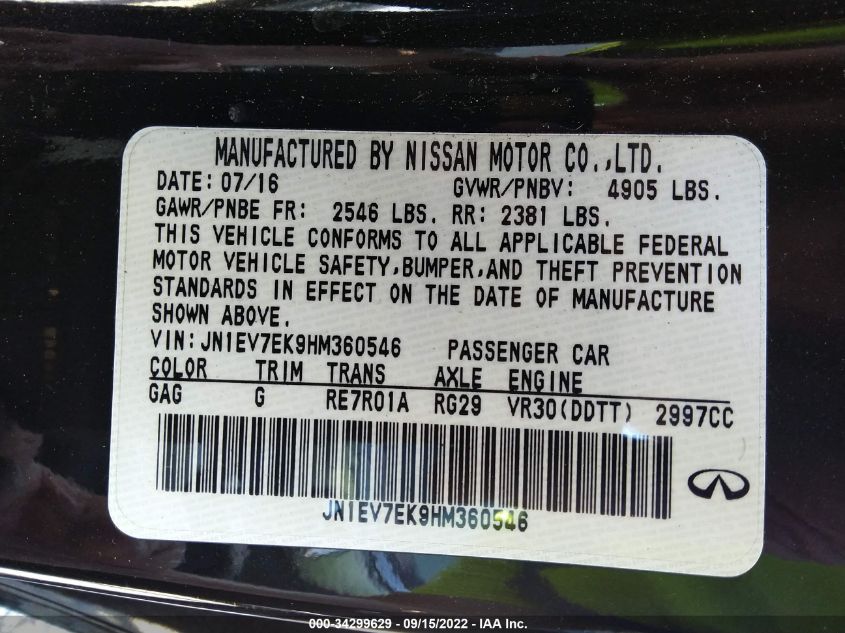 MANUFACTURED BY NISSAN MOTOR CO.,LTD.
DATE: 07/16 GVWR/PNBV: 4905 LBS.
GAWR/PNBE FR: 2546 LBS. RR: 2381 LBS.
THIS VEHICLE CONFORMS TO ALL APPLICABLE FEDERAL
MOTOR VEHICLE SAFETY,BUMPER,AND THEFT PREVENTION
STANDARDS IN EFFECT ON THE DATE OF MANUFACTURE
SHOWN ABOVE.
VIN:JN1EV7EK9HM360546 PASSENGER CAR
COLOR TRIM TRANS AXLE ENGINE
GAG G RE7R01A RG29 VR30(DDTT) 2997CC
JN1EV7EK9HM360546
000-34299629 - 09/15/2022 - IAA Inc.